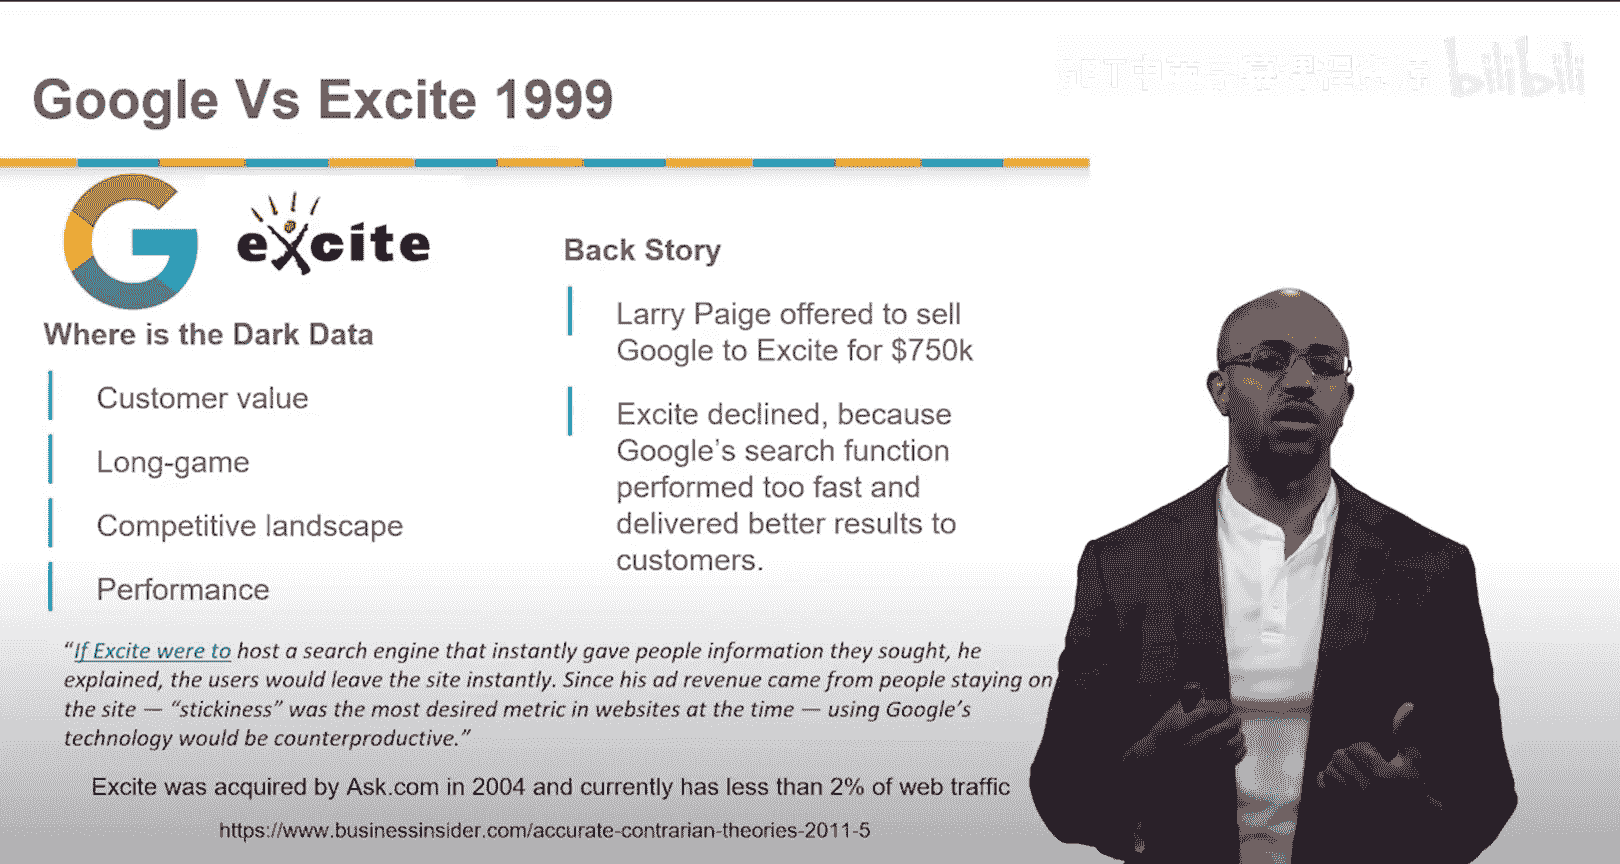 bilibili
Google Vs Excite 1999
excite
Where is the Dark Data
Customer value
Long-game
Competitive landscape
Performance
Back Story
Larry Paige offered to sell
Google to Excite for $750k
Excite declined, because
Google’s search function
performed too fast and
delivered better results to
customers.
“If Excite were to host a search engine that instantly gave people information they sought, he
explained, the users would leave the site instantly. Since his ad revenue came from people staying on
the site — “stickiness” was the most desired metric in websites at the time — using Google’s
technology would be counterproductive.”
Excite was acquired by Ask.com in 2004 and currently has less than 2% of web traffic
https://www.businessinsider.com/accurate-contrarian-theories-2011-5